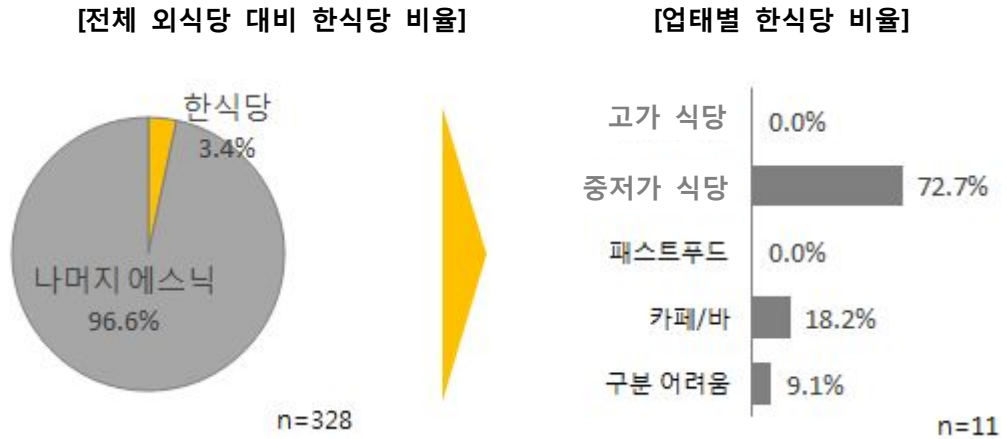 [전체 외식당 대비 한식당 비율]
한식당
3.4%
나머지 에스닉
96.6%
n=328
[업태별 한식당 비율]
고가 식당 0.0%
중저가 식당 72.7%
패스트푸드 0.0%
카페/바 18.2%
구분 어려움 9.1%
n=11